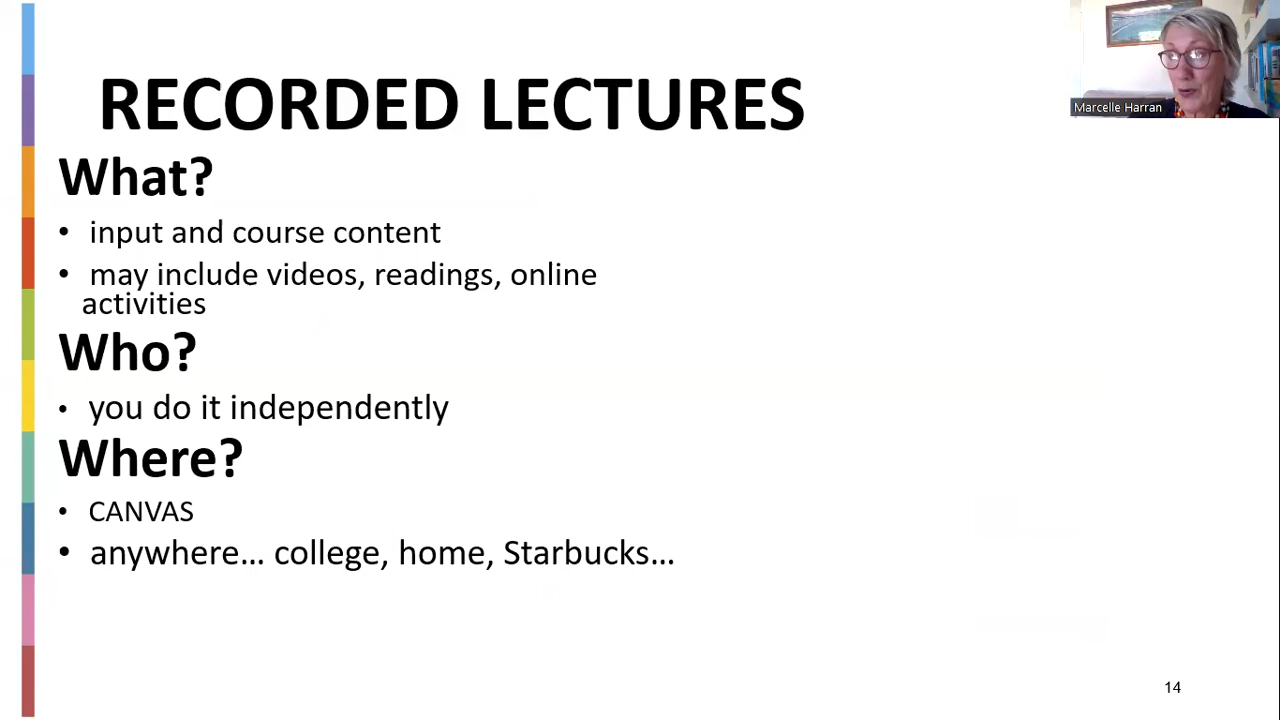 RECORDED LECTURES
Marcelle Harran
What?
• input and course content
• may include videos, readings, online
activities
Who?
• you do it independently
Where?
• CANVAS
• anywhere… college, home, Starbucks…
14